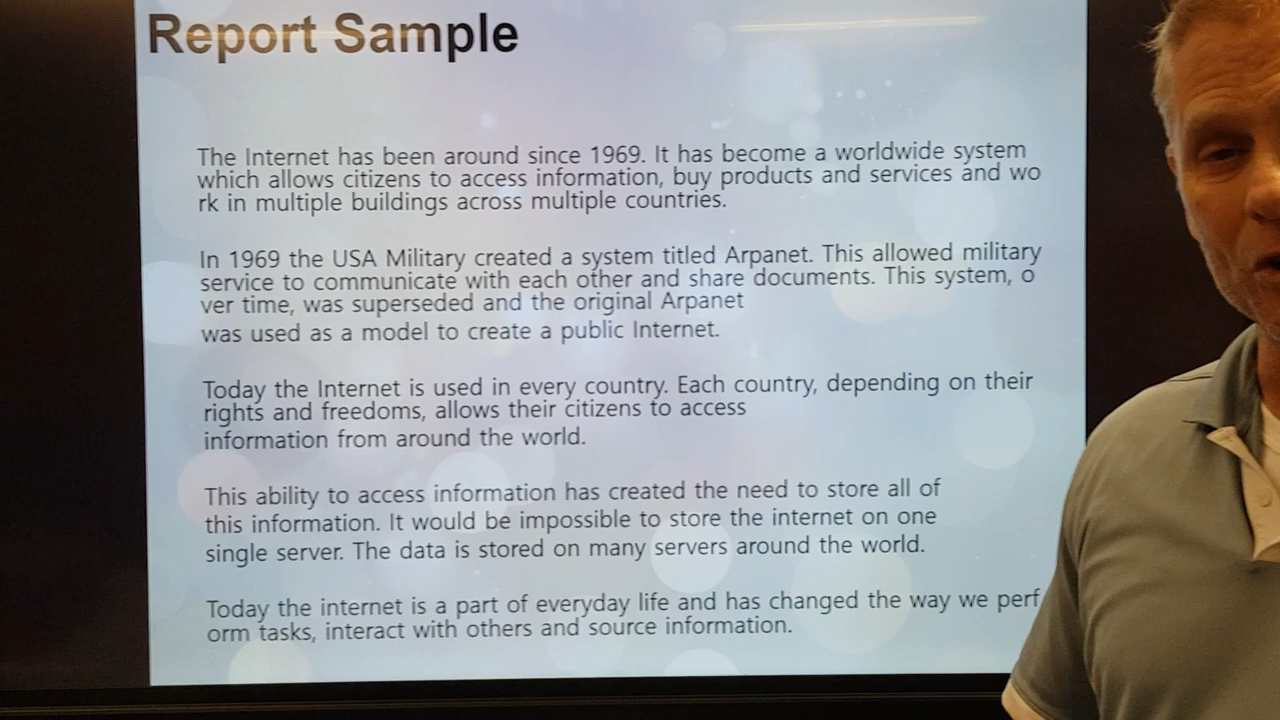 Report Sample
The Internet has been around since 1969. It has become a worldwide system
which allows citizens to access information, buy products and services and wo
rk in multiple buildings across multiple countries.
In 1969 the USA Military created a system titled Arpanet. This allowed military
service to communicate with each other and share documents. This system, o
ver time, was superseded and the original Arpanet
was used as a model to create a public Internet.
Today the Internet is used in every country. Each country, depending on their
rights and freedoms, allows their citizens to access
information from around the world.
This ability to access information has created the need to store all of
this information. It would be impossible to store the internet on one
single server. The data is stored on many servers around the world.
Today the internet is a part of everyday life and has changed the way we perf
orm tasks, interact with others and source information.